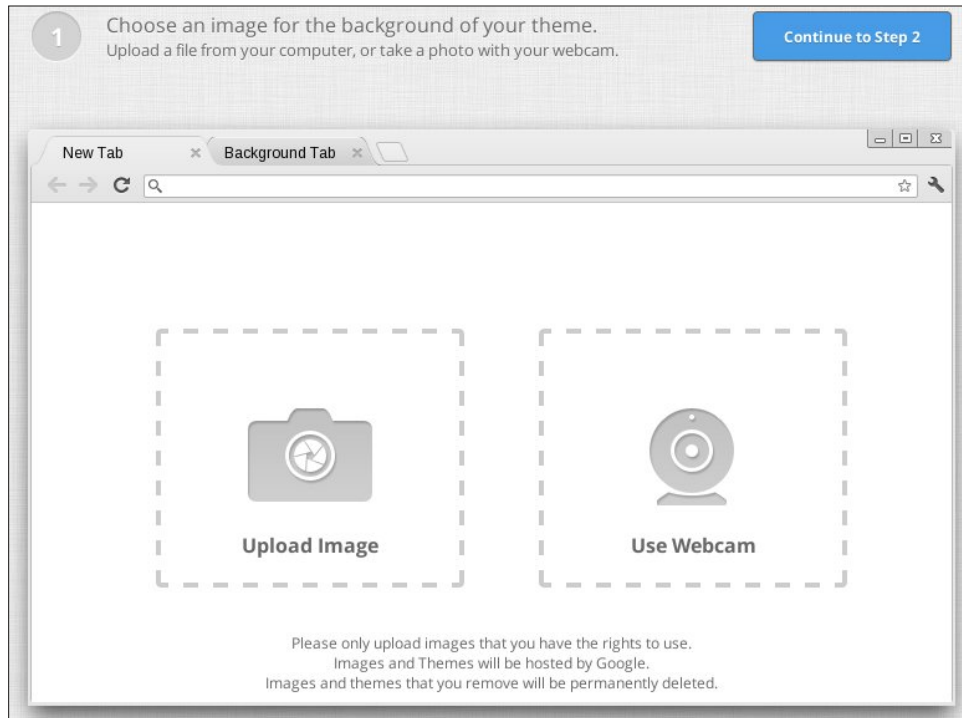 1
Choose an image for the background of your theme.
Upload a file from your computer, or take a photo with your webcam.
Continue to Step 2
New Tab
Background Tab
Upload Image
Use Webcam
Please only upload images that you have the rights to use.
Images and Themes will be hosted by Google.
Images and themes that you remove will be permanently deleted.